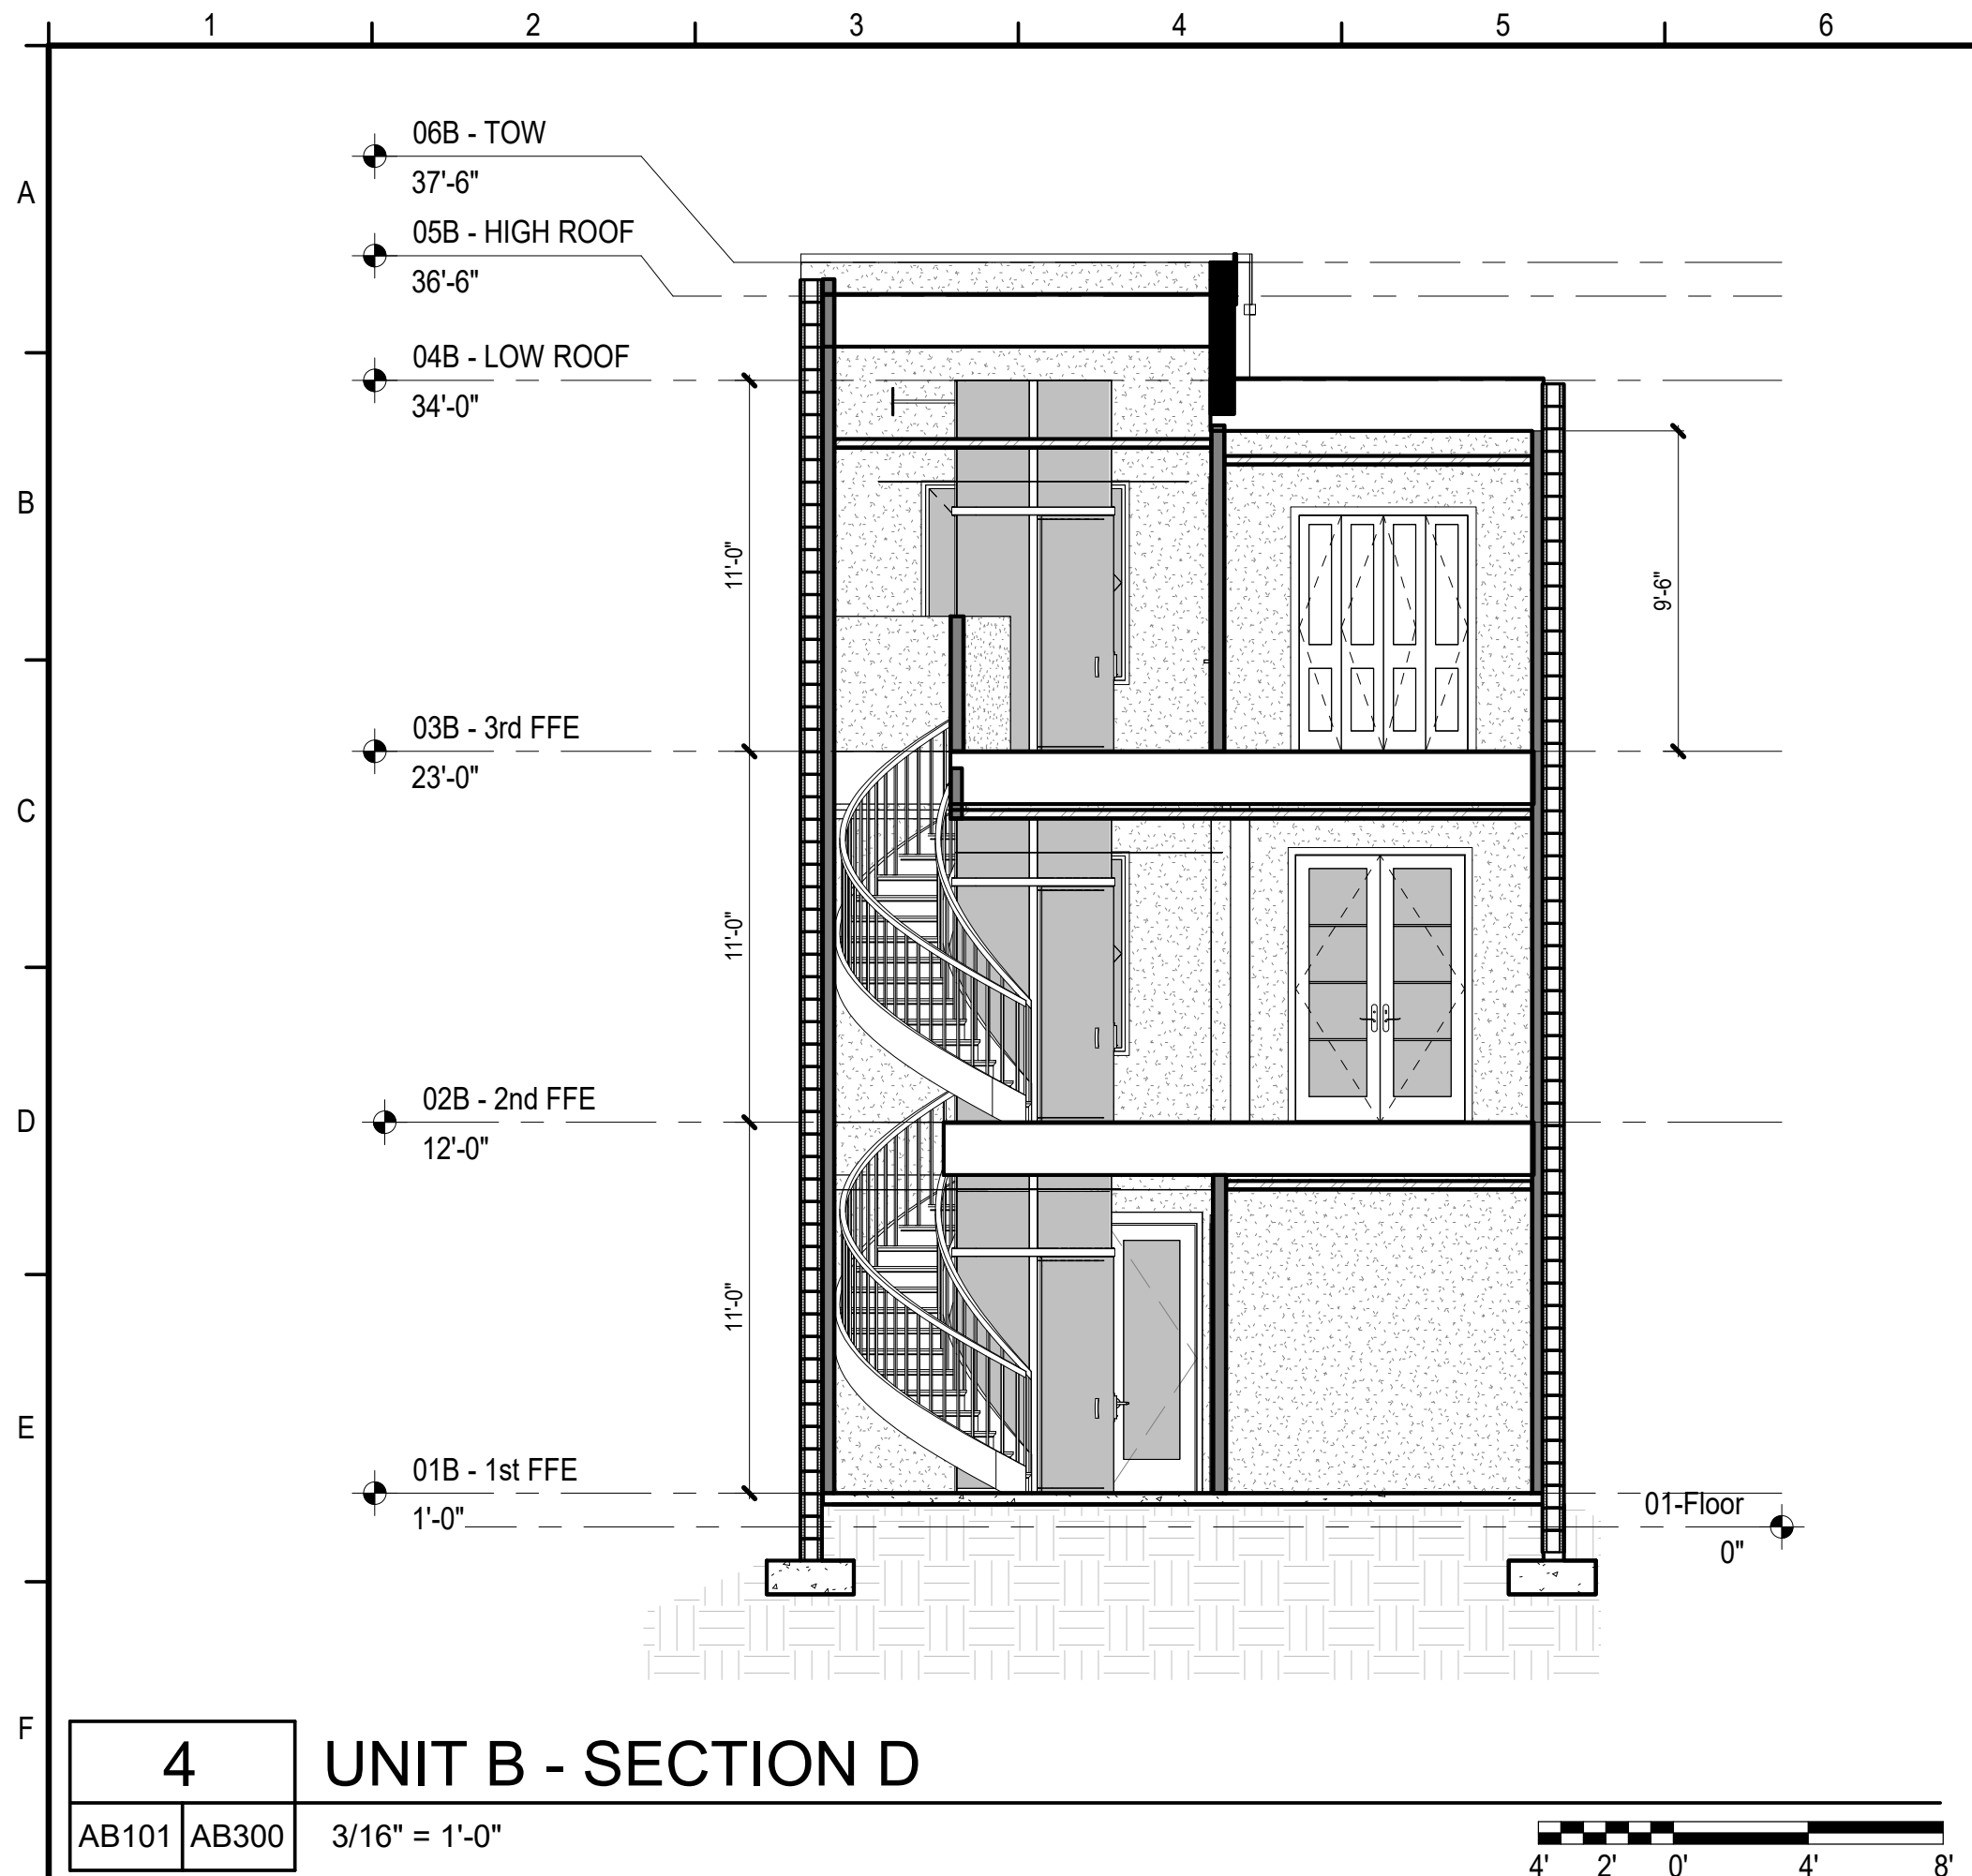 1 2 3 4 5 6
A
B
C
D
E
F
06B - TOW
37'-6"
05B - HIGH ROOF
36'-6"
04B - LOW ROOF
34'-0"
11'-0"
9'-6"
03B - 3rd FFE
23'-0"
11'-0"
02B - 2nd FFE
12'-0"
11'-0"
01B - 1st FFE
1'-0"
01-Floor
0"
4
UNIT B - SECTION D
AB101 AB300
3/16" = 1'-0"
4' 2' 0' 4' 8'